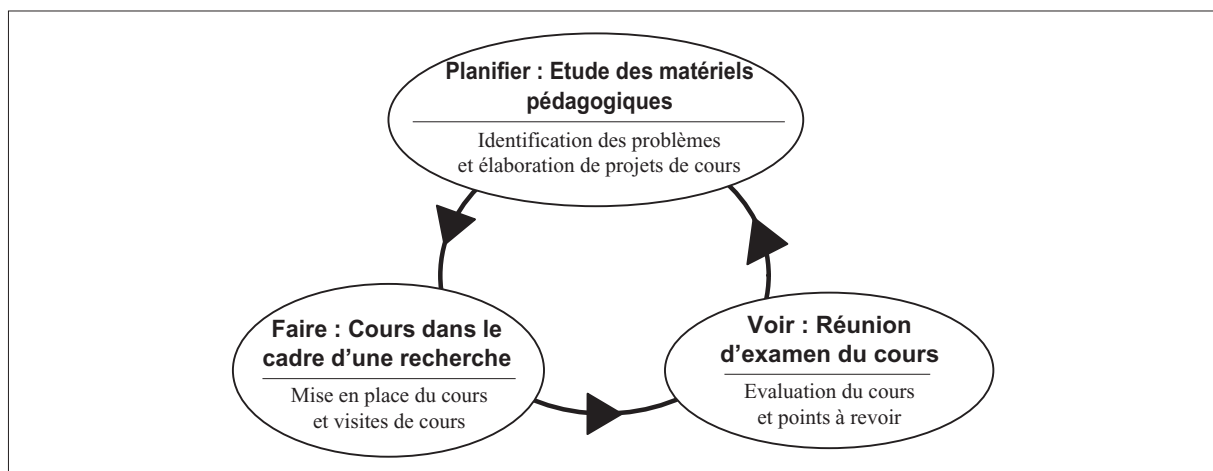 Planifier : Etude des matériels
pédagogiques
Identification des problèmes
et élaboration de projets de cours
Faire : Cours dans le
cadre d’une recherche
Mise en place du cours
et visites de cours
Voir : Réunion
d’examen du cours
Evaluation du cours
et points à revoir